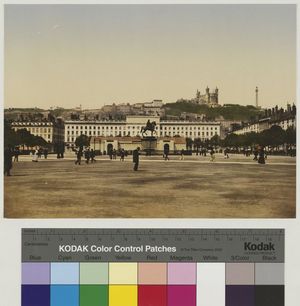 KODAK Color Control Patches
Kodak
Blue Cyan Green Yellow Red Magenta White 3/Color Black